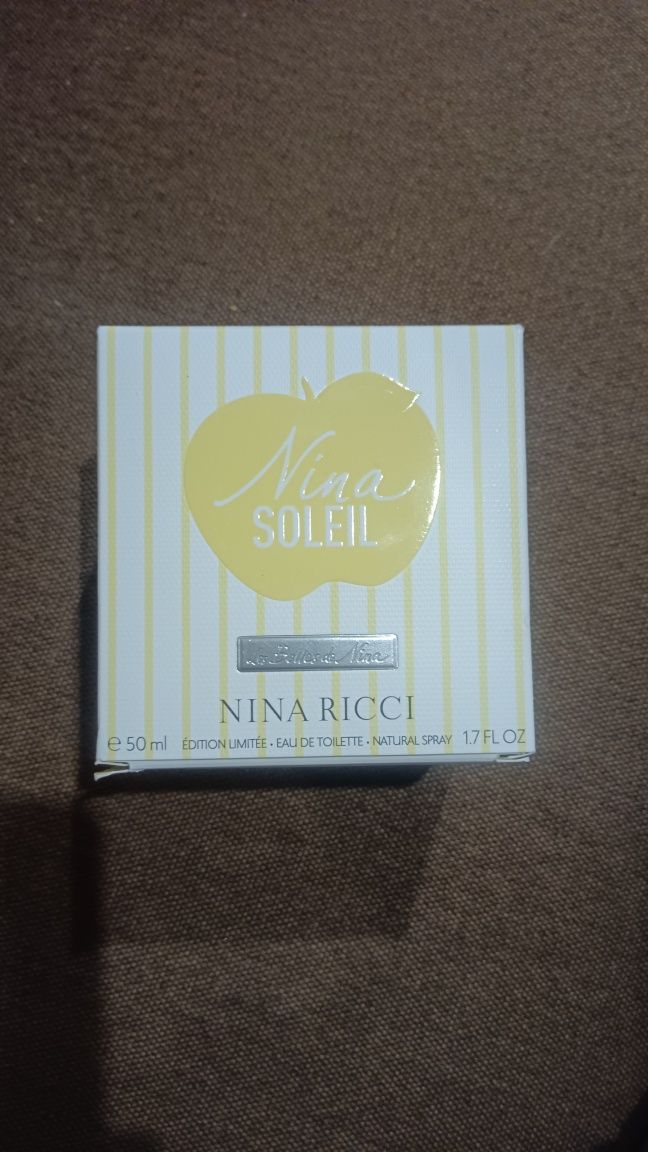 Nina
SOLEIL
Les Belles de Nina
NINA RICCI
e 50 ml ÉDITION LIMITÉE • EAU DE TOILETTE • NATURAL SPRAY 1.7 FL OZ